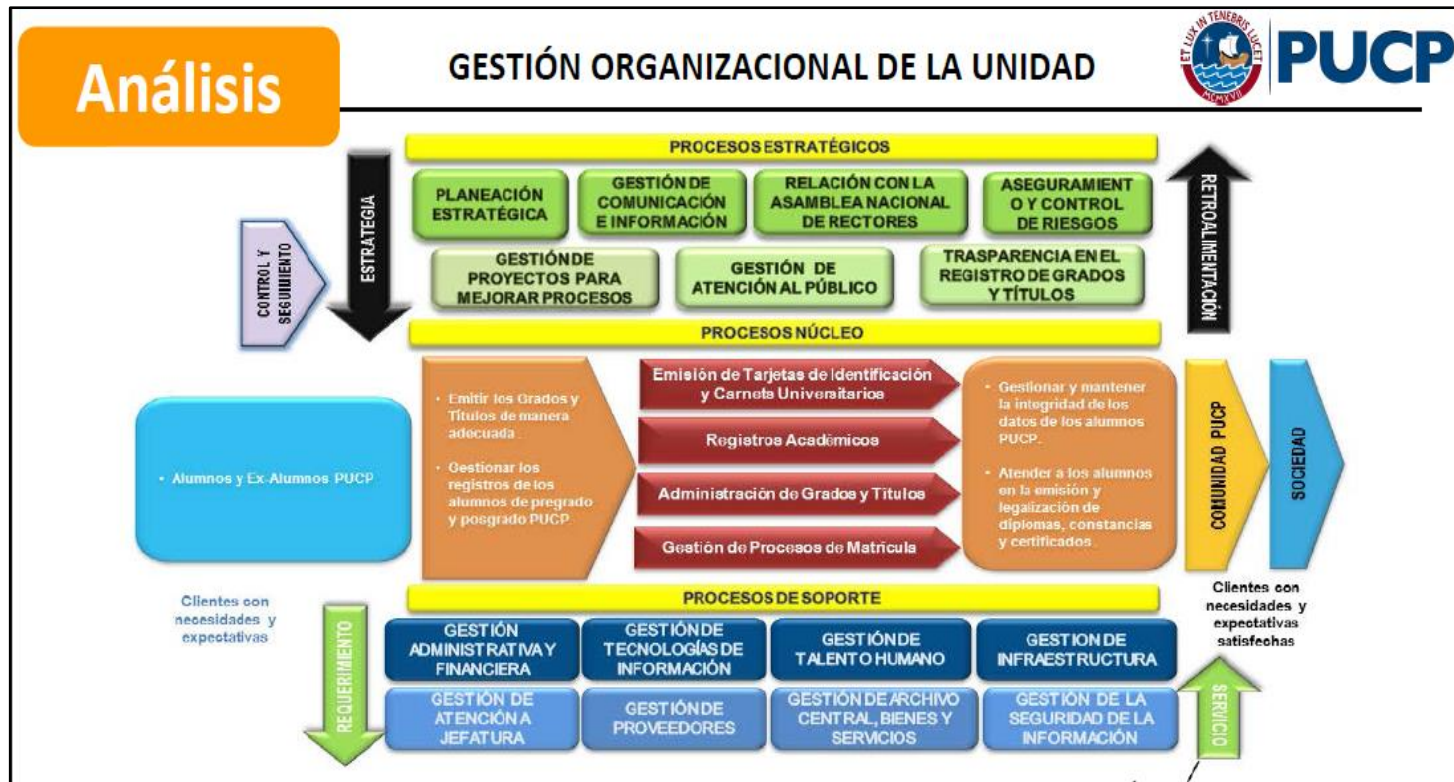 Análisis
GESTIÓN ORGANIZACIONAL DE LA UNIDAD
ET LUX IN TENEBRIS LUCET
MCMXVII
PUCP
PROCESOS ESTRATÉGICOS
ESTRATEGIA
RETROALIMENTACIÓN
CONTROL Y
SEGUIMIENTO
PLANEACIÓN
ESTRATÉGICA
GESTIÓN DE
COMUNICACIÓN
E INFORMACIÓN
RELACIÓN CON LA
ASAMBLEA NACIONAL
DE RECTORES
ASEGURAMIENT
O Y CONTROL
DE RIESGOS
GESTIÓN DE
PROYECTOS PARA
MEJORAR PROCESOS
GESTIÓN DE
ATENCIÓN AL PÚBLICO
TRASPARENCIA EN EL
REGISTRO DE GRADOS
Y TÍTULOS
PROCESOS NÚCLEO
• Alumnos y Ex-Alumnos PUCP
• Emitir los Grados y
Títulos de manera
adecuada.
• Gestionar los
registros de los
alumnos de pregrado
y posgrado PUCP.
Emisión de Tarjetas de Identificación
y Carnets Universitarios
Registros Académicos
Administración de Grados y Títulos
Gestión de Procesos de Matrícula
• Gestionar y mantener
la integridad de los
datos de los alumnos
PUCP.
• Atender a los alumnos
en la emisión y
legalización de
diplomas, constancias
y certificados.
COMUNIDAD PUCP
SOCIEDAD
Clientes con
necesidades y
expectativas
Clientes con
necesidades y
expectativas
satisfechas
PROCESOS DE SOPORTE
REQUERIMIENTO
SERVICIO
GESTIÓN
ADMINISTRATIVA Y
FINANCIERA
GESTIÓN DE
TECNOLOGÍAS DE
INFORMACIÓN
GESTIÓN DE
TALENTO HUMANO
GESTION DE
INFRAESTRUCTURA
GESTIÓN DE
ATENCIÓN A
JEFATURA
GESTIÓN DE
PROVEEDORES
GESTIÓN DE ARCHIVO
CENTRAL, BIENES Y
SERVICIOS
GESTIÓN DE LA
SEGURIDAD DE LA
INFORMACIÓN